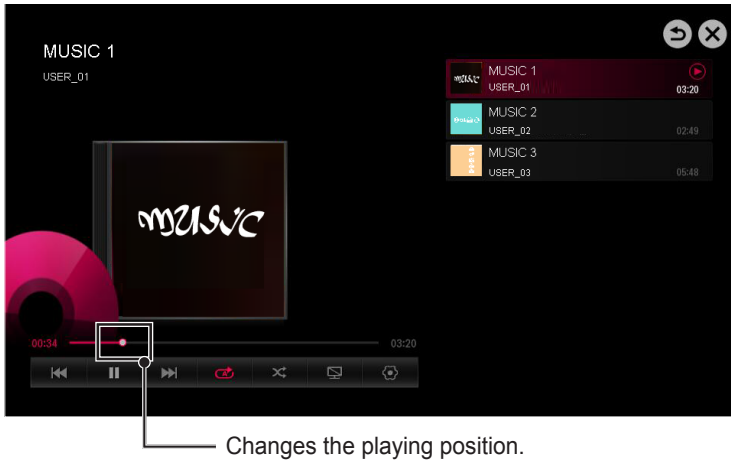 MUSIC 1
USER_01
MUSIC
00:34
03:20
MUSIC 1
USER_01
03:20
MUSIC 2
USER_02
02:49
MUSIC 3
USER_03
05:48
Changes the playing position.